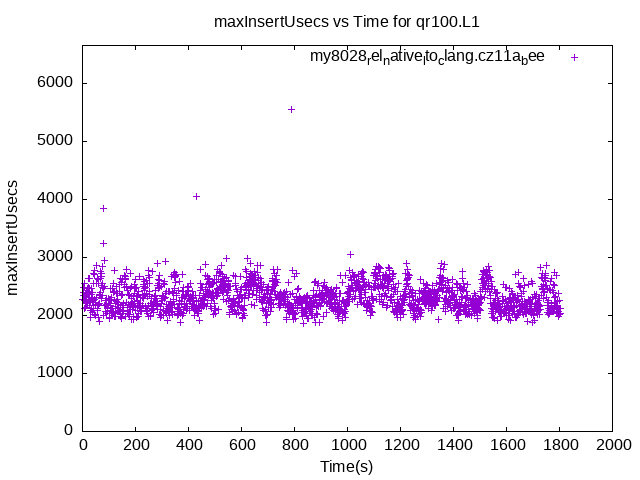 maxInsertUsecs vs Time for qr100.L1
my8028relnativeltoclang.cz11abee
6000
5000
4000
3000
2000
1000
0
maxInsertUsecs
0 200 400 600 800 1000 1200 1400 1600 1800 2000
Time(s)